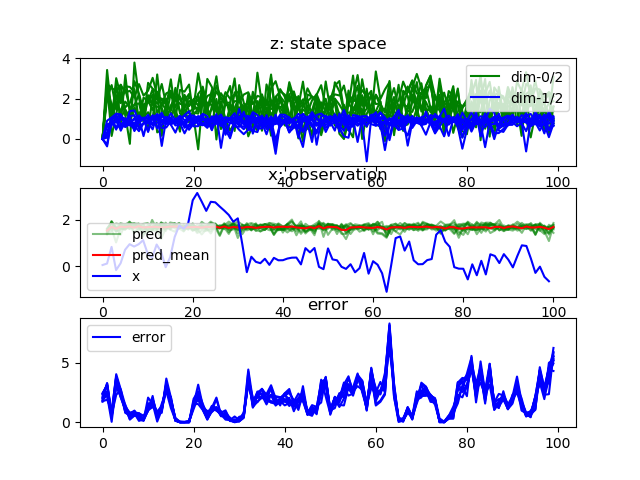 z: state space
4
2
0
dim-0/2
dim-1/2
0 20 40 60 80 100
x: observation
2
0
pred
pred_mean
x
0 20 40 60 80 100
error
5
0
error
0 20 40 60 80 100